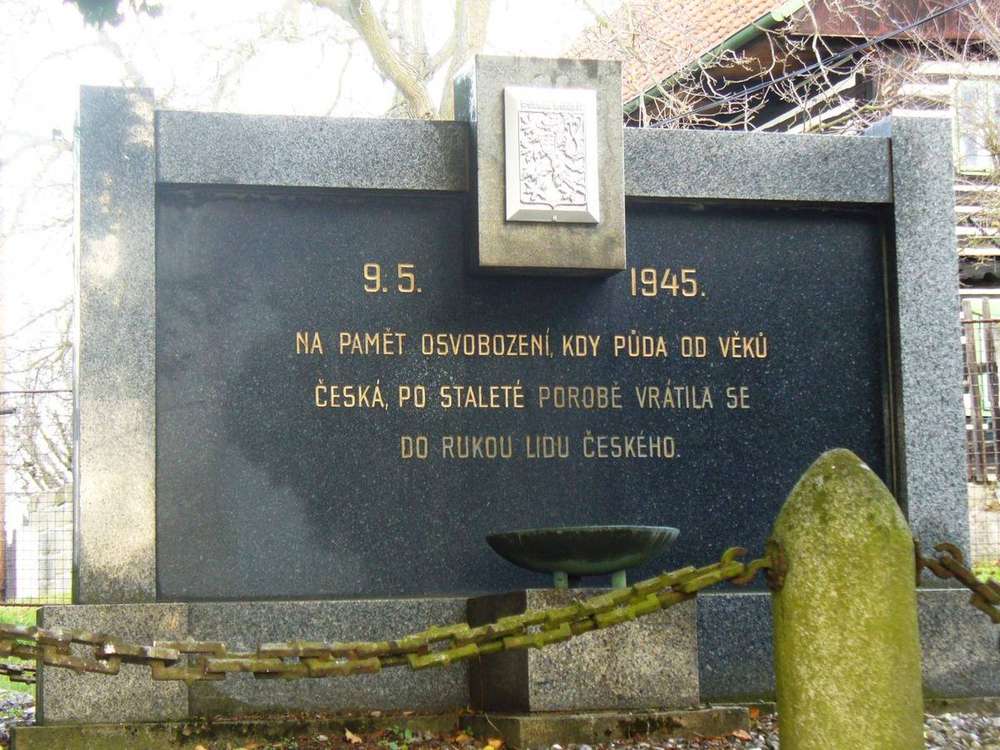 9. 5. 1945.
NA PAMĚT OSVOBOZENÍ, KDY PŮDA OD VĚKŮ
ČESKÁ, PO STALETÉ POROBĚ VRÁTILA SE
DO RUKOU LIDU ČESKÉHO.